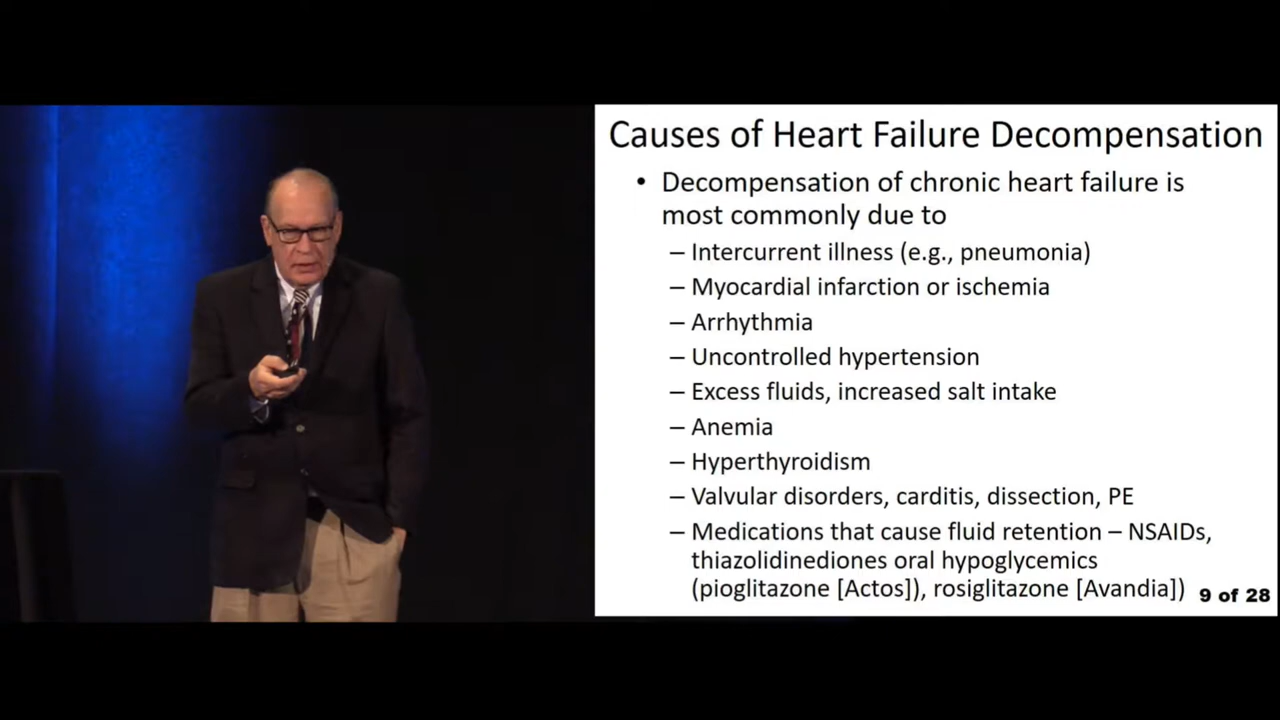 Causes of Heart Failure Decompensation
• Decompensation of chronic heart failure is
most commonly due to
– Intercurrent illness (e.g., pneumonia)
– Myocardial infarction or ischemia
– Arrhythmia
– Uncontrolled hypertension
– Excess fluids, increased salt intake
– Anemia
– Hyperthyroidism
– Valvular disorders, carditis, dissection, PE
– Medications that cause fluid retention – NSAIDs,
thiazolidinediones oral hypoglycemics
(pioglitazone [Actos]), rosiglitazone [Avandia])
9 of 28